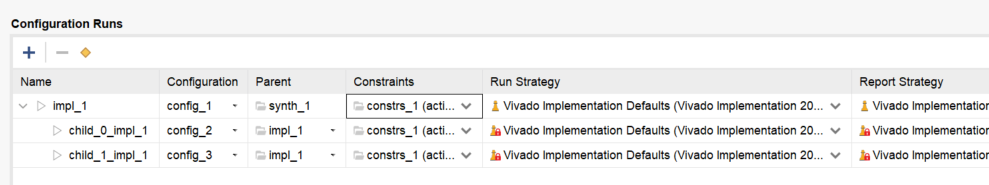 Configuration Runs
Name Configuration Parent Constraints Run Strategy Report Strategy
impl_1 config_1 synth_1 constrs_1 (acti... Vivado Implementation Defaults (Vivado Implementation 20... Vivado Implementation
child_0_impl_1 config_2 impl_1 constrs_1 (acti... Vivado Implementation Defaults (Vivado Implementation 20... Vivado Implementation
child_1_impl_1 config_3 impl_1 constrs_1 (acti... Vivado Implementation Defaults (Vivado Implementation 20... Vivado Implementation